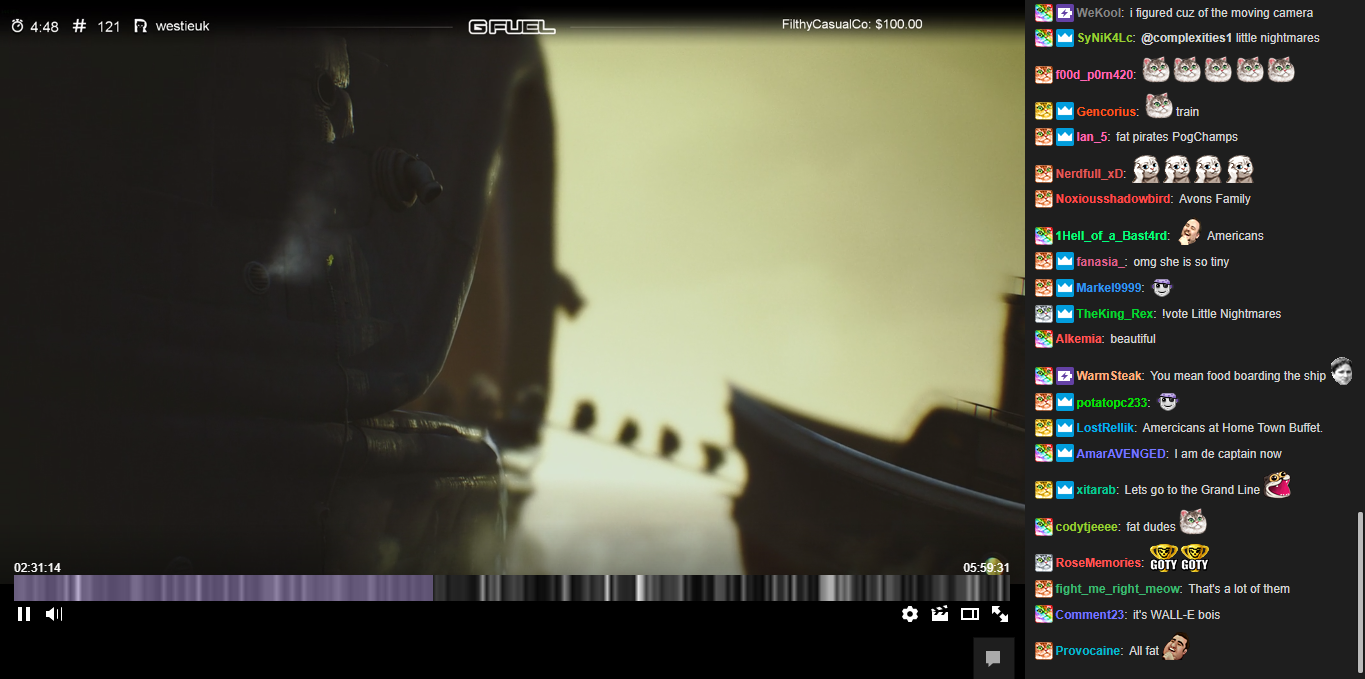 4:48 # 121 westieuk
G FUEL
FilthyCasualCo: $100.00
02:31:14
05:59:31
WeKool: i figured cuz of the moving camera
SyNiK4Lc: @complexities1 little nightmares
f00d_p0rn420:
Gencorius: train
Ian_5: fat pirates PogChamps
Nerdfull_xD:
Noxiousshadowbird: Avons Family
1Hell_of_a_Bast4rd: Americans
fanasia_: omg she is so tiny
Markel9999:
TheKing_Rex: !vote Little Nightmares
Alkemia: beautiful
WarmSteak: You mean food boarding the ship
potatopc233:
LostRellik: Amercicans at Home Town Buffet.
AmarAVENGED: I am de captain now
xitarab: Lets go to the Grand Line
codytjeeee: fat dudes
RoseMemories: GOTY GOTY
fight_me_right_meow: That's a lot of them
Comment23: it's WALL-E bois
Provocaine: All fat